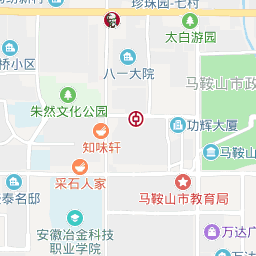 珍珠园-七村
太白游园
桥小区
八一大院
马鞍山市政
朱然文化公园
功辉大厦
知味轩
马鞍山
采石人家
泰名邸
马鞍山市教育局
安徽冶金科技
职业学院
万达广
万达